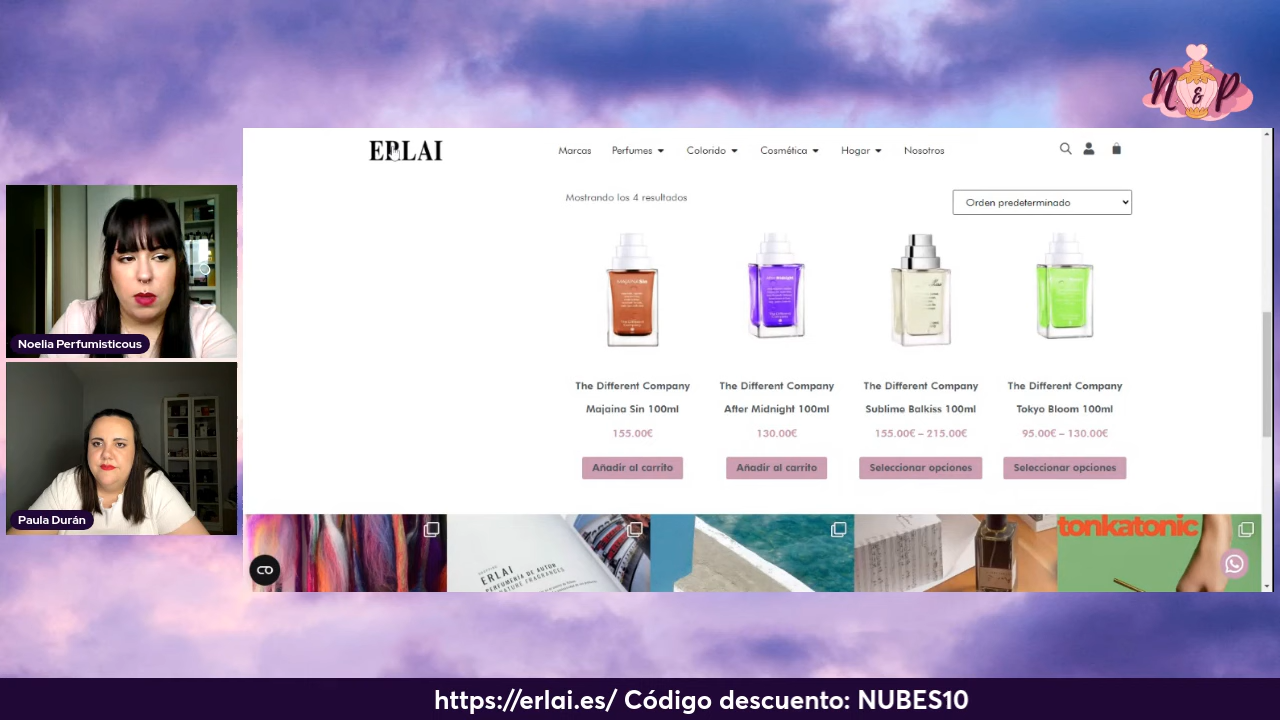 N & P
ERLAI
Marcas Perfumes Colorido Cosmética Hogar Nosotros
Mostrando los 4 resultados
Orden predeterminado
The Different Company
Majaina Sin 100ml
155.00€
Añadir al carrito
The Different Company
After Midnight 100ml
130.00€
Añadir al carrito
The Different Company
Sublime Balkiss 100ml
155.00€ – 215.00€
Seleccionar opciones
The Different Company
Tokyo Bloom 100ml
95.00€ – 130.00€
Seleccionar opciones
Noelia Perfumisticous
Paula Durán
ERLAI
PERFUMERÍA DE AUTOR
tonkatonic
https://erlai.es/ Código descuento: NUBES10